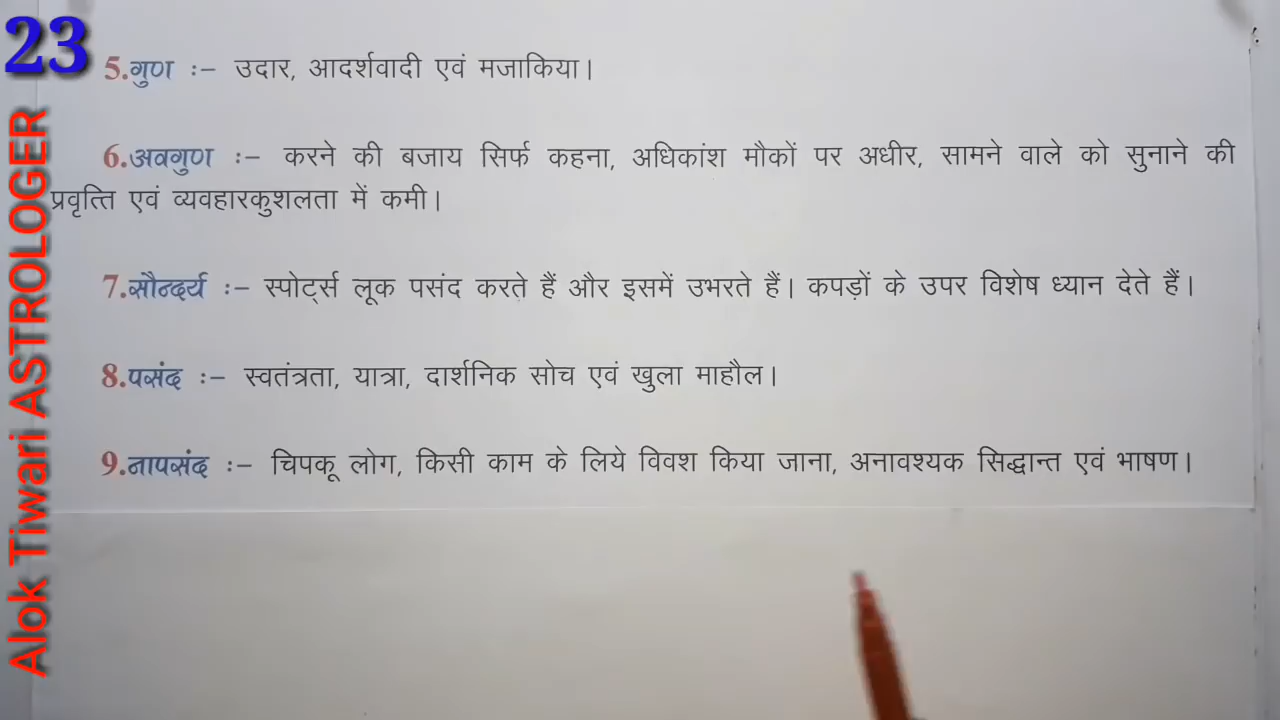 23
Alok Tiwari ASTROLOGER
5.गुण :– उदार, आदर्शवादी एवं मजाकिया।
6.अवगुण :– करने की बजाय सिर्फ कहना, अधिकांश मौकों पर अधीर, सामने वाले को सुनाने की
प्रवृत्ति एवं व्यवहारकुशलता में कमी।
7.सौन्दर्य :– स्पोर्ट्स लूक पसंद करते हैं और इसमें उभरते हैं। कपड़ों के उपर विशेष ध्यान देते हैं।
8.पसंद :– स्वतंत्रता, यात्रा, दार्शनिक सोच एवं खुला माहौल।
9.नापसंद :– चिपकू लोग, किसी काम के लिये विवश किया जाना, अनावश्यक सिद्धान्त एवं भाषण।